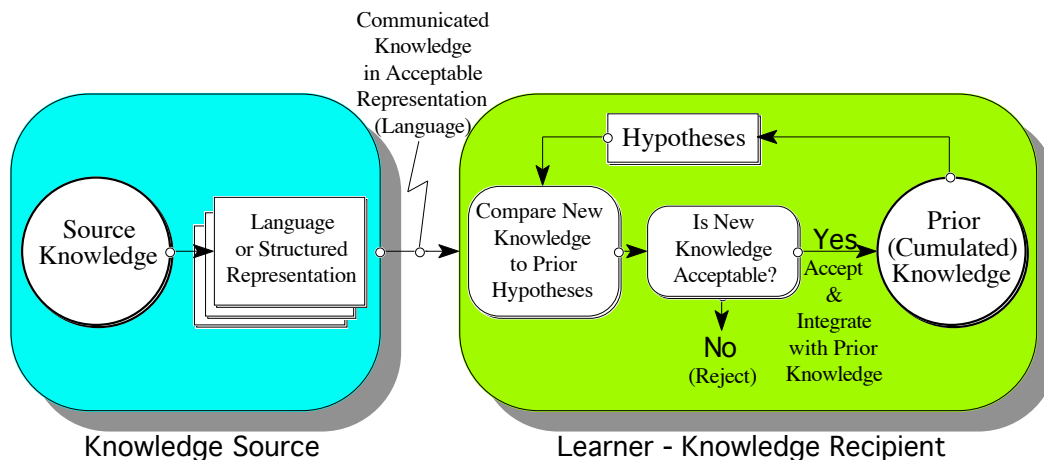 Communicated
Knowledge
in Acceptable
Representation
(Language)
Source
Knowledge
Language
or Structured
Representation
Hypotheses
Compare New
Knowledge
to Prior
Hypotheses
Is New
Knowledge
Acceptable?
Yes
Accept
&
Integrate
with Prior
Knowledge
No
(Reject)
Prior
(Cumulated)
Knowledge
Knowledge Source
Learner - Knowledge Recipient